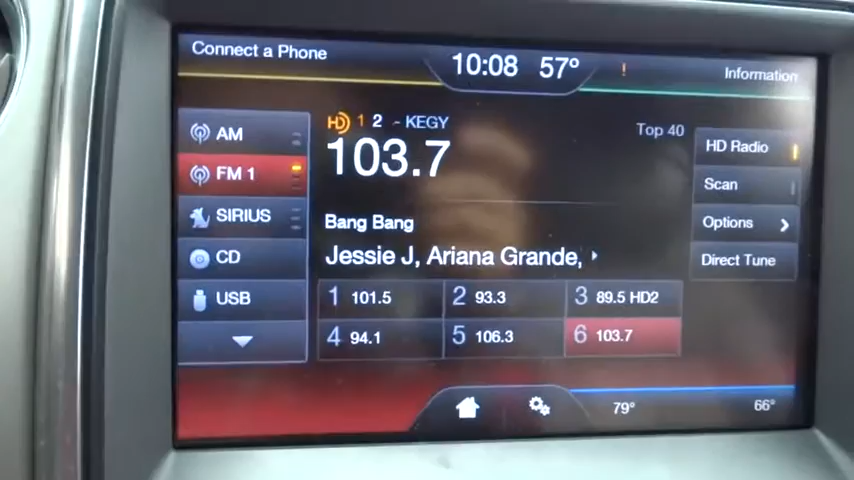 Connect a Phone
10:08 57°
!
Information
AM
FM 1
SIRIUS
CD
USB
HD 1 2 - KEGY
103.7
Top 40
Bang Bang
Jessie J, Ariana Grande,
HD Radio
Scan
Options
Direct Tune
1 101.5
2 93.3
3 89.5 HD2
4 94.1
5 106.3
6 103.7
79°
66°